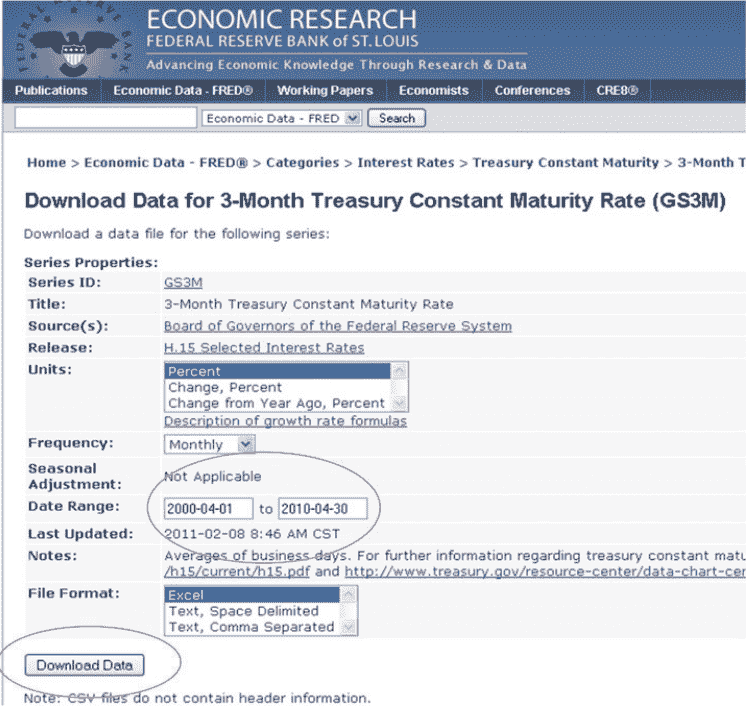 FEDERAL RESERVE BANK
ECONOMIC RESEARCH
FEDERAL RESERVE BANK of ST. LOUIS
Advancing Economic Knowledge Through Research & Data
Publications Economic Data - FRED® Working Papers Economists Conferences CRE8®
Economic Data - FRED Search
Home > Economic Data - FRED® > Categories > Interest Rates > Treasury Constant Maturity > 3-Month T
Download Data for 3-Month Treasury Constant Maturity Rate (GS3M)
Download a data file for the following series:
Series Properties:
Series ID: GS3M
Title: 3-Month Treasury Constant Maturity Rate
Source(s): Board of Governors of the Federal Reserve System
Release: H.15 Selected Interest Rates
Units: Percent
Change, Percent
Change from Year Ago, Percent
Description of growth rate formulas
Frequency: Monthly
Seasonal
Adjustment: Not Applicable
Date Range: 2000-04-01 to 2010-04-30
Last Updated: 2011-02-08 8:46 AM CST
Notes: Averages of business days. For further information regarding treasury constant matu
/h15/current/h15.pdf and http://www.treasury.gov/resource-center/data-chart-cer
File Format: Excel
Text, Space Delimited
Text, Comma Separated
Download Data
Note: CSV files do not contain header information.